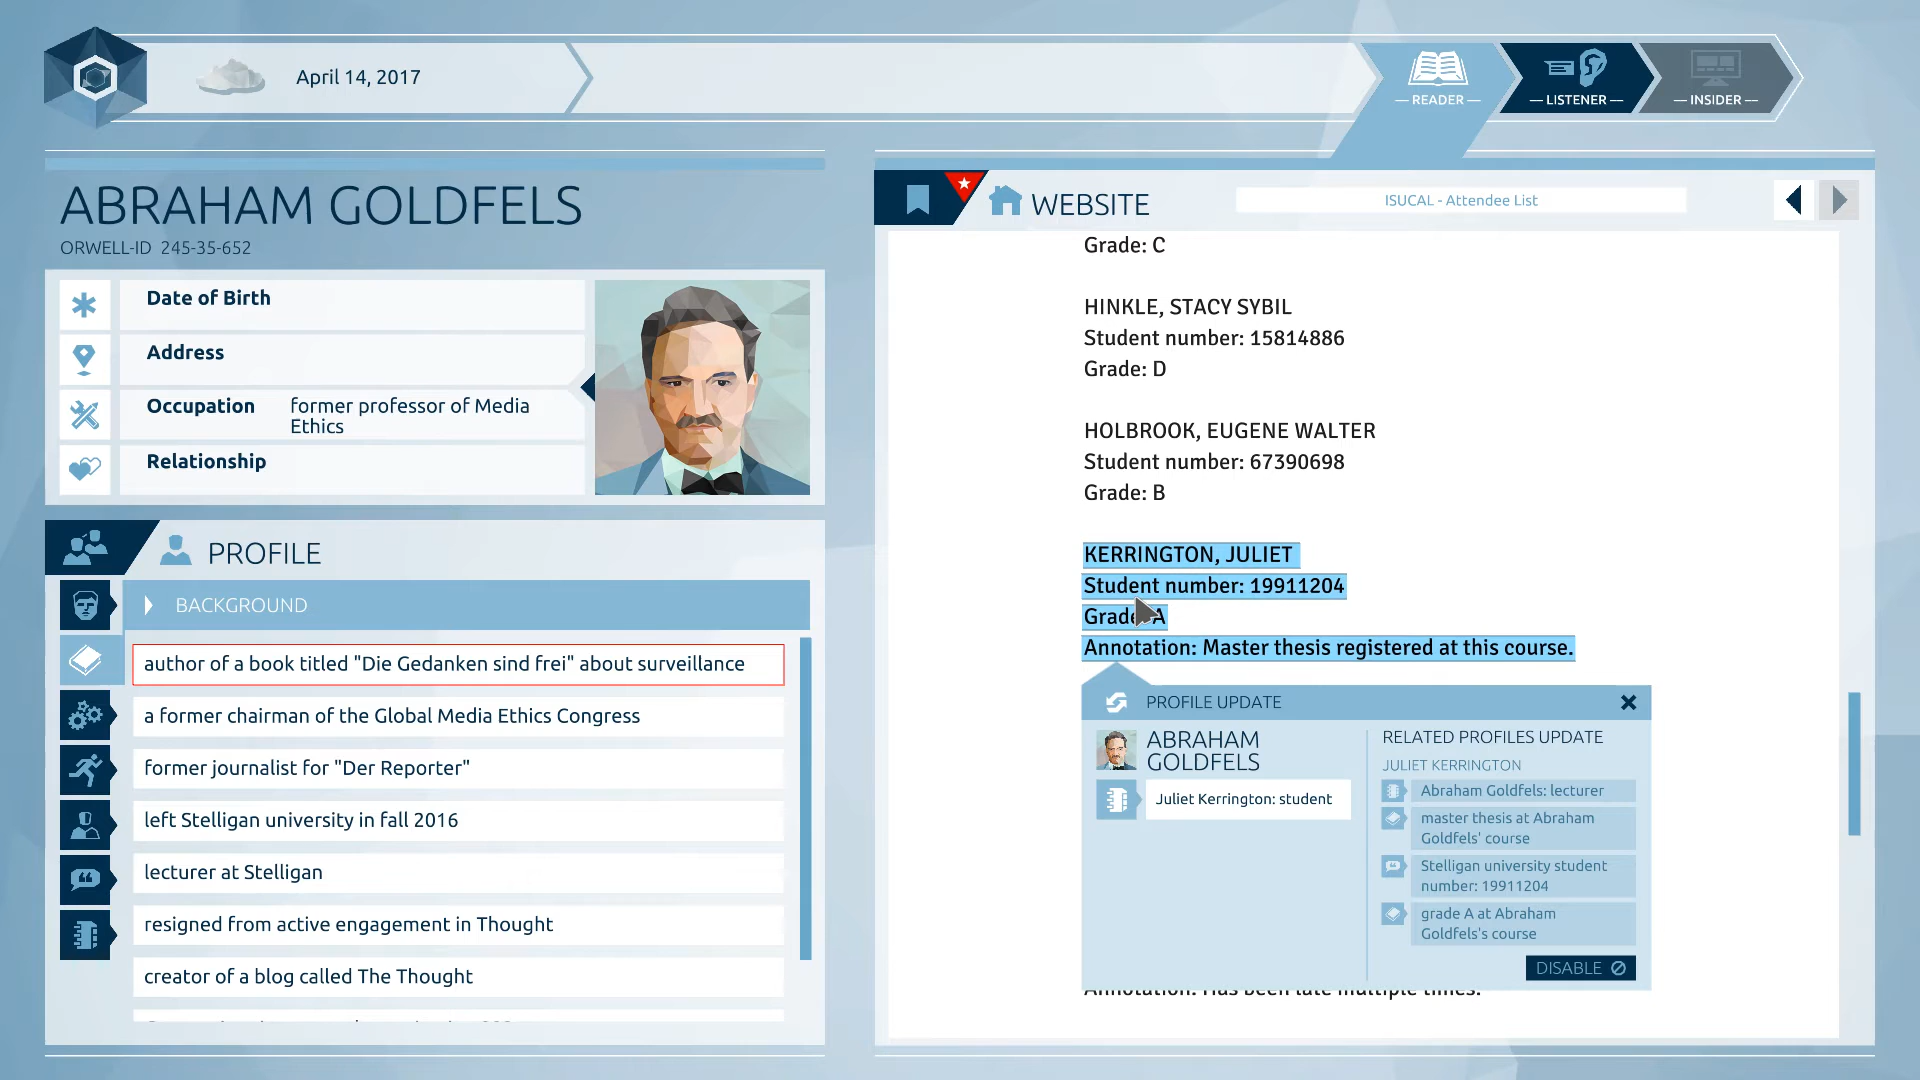 April 14, 2017
READER
LISTENER
INSIDER
ABRAHAM GOLDFELS
ORWELL-ID 245-35-652
Date of Birth
Address
Occupation former professor of Media
Ethics
Relationship
PROFILE
BACKGROUND
author of a book titled "Die Gedanken sind frei" about surveillance
a former chairman of the Global Media Ethics Congress
former journalist for "Der Reporter"
left Stelligan university in fall 2016
lecturer at Stelligan
resigned from active engagement in Thought
creator of a blog called The Thought
WEBSITE
ISUCAL - Attendee List
Grade: C
HINKLE, STACY SYBIL
Student number: 15814886
Grade: D
HOLBROOK, EUGENE WALTER
Student number: 67390698
Grade: B
KERRINGTON, JULIET
Student number: 19911204
Grade: A
Annotation: Master thesis registered at this course.
PROFILE UPDATE
ABRAHAM
GOLDFELS
Juliet Kerrington: student
RELATED PROFILES UPDATE
JULIET KERRINGTON
Abraham Goldfels: lecturer
master thesis at Abraham
Goldfels' course
Stelligan university student
number: 19911204
grade A at Abraham
Goldfels's course
DISABLE
Annotation: Has been late multiple times.